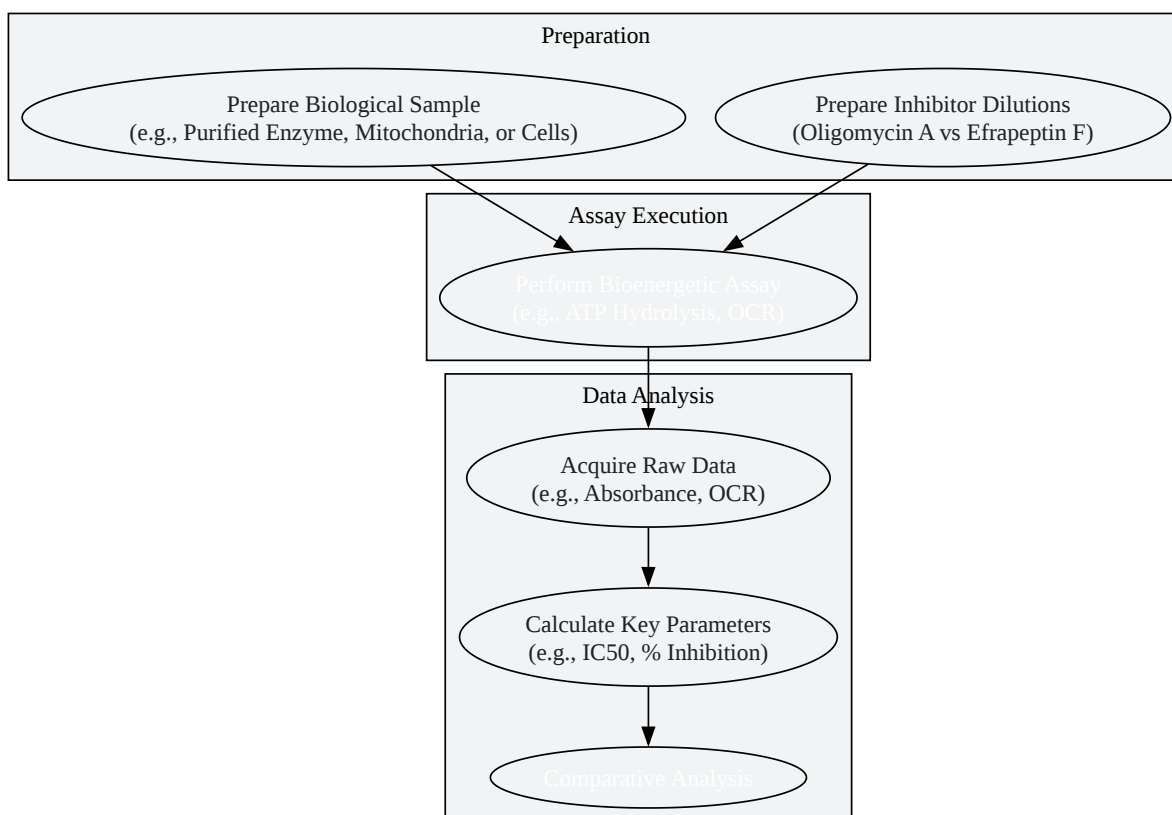 Preparation
Prepare Biological Sample
(e.g., Purified Enzyme, Mitochondria, or Cells)
Prepare Inhibitor Dilutions
(Oligomycin A vs Efrapeptin F)
Assay Execution
Perform Bioenergetic Assay
(e.g., ATP Hydrolysis, OCR)
Data Analysis
Acquire Raw Data
(e.g., Absorbance, OCR)
Calculate Key Parameters
(e.g., IC50, % Inhibition)
Comparative Analysis